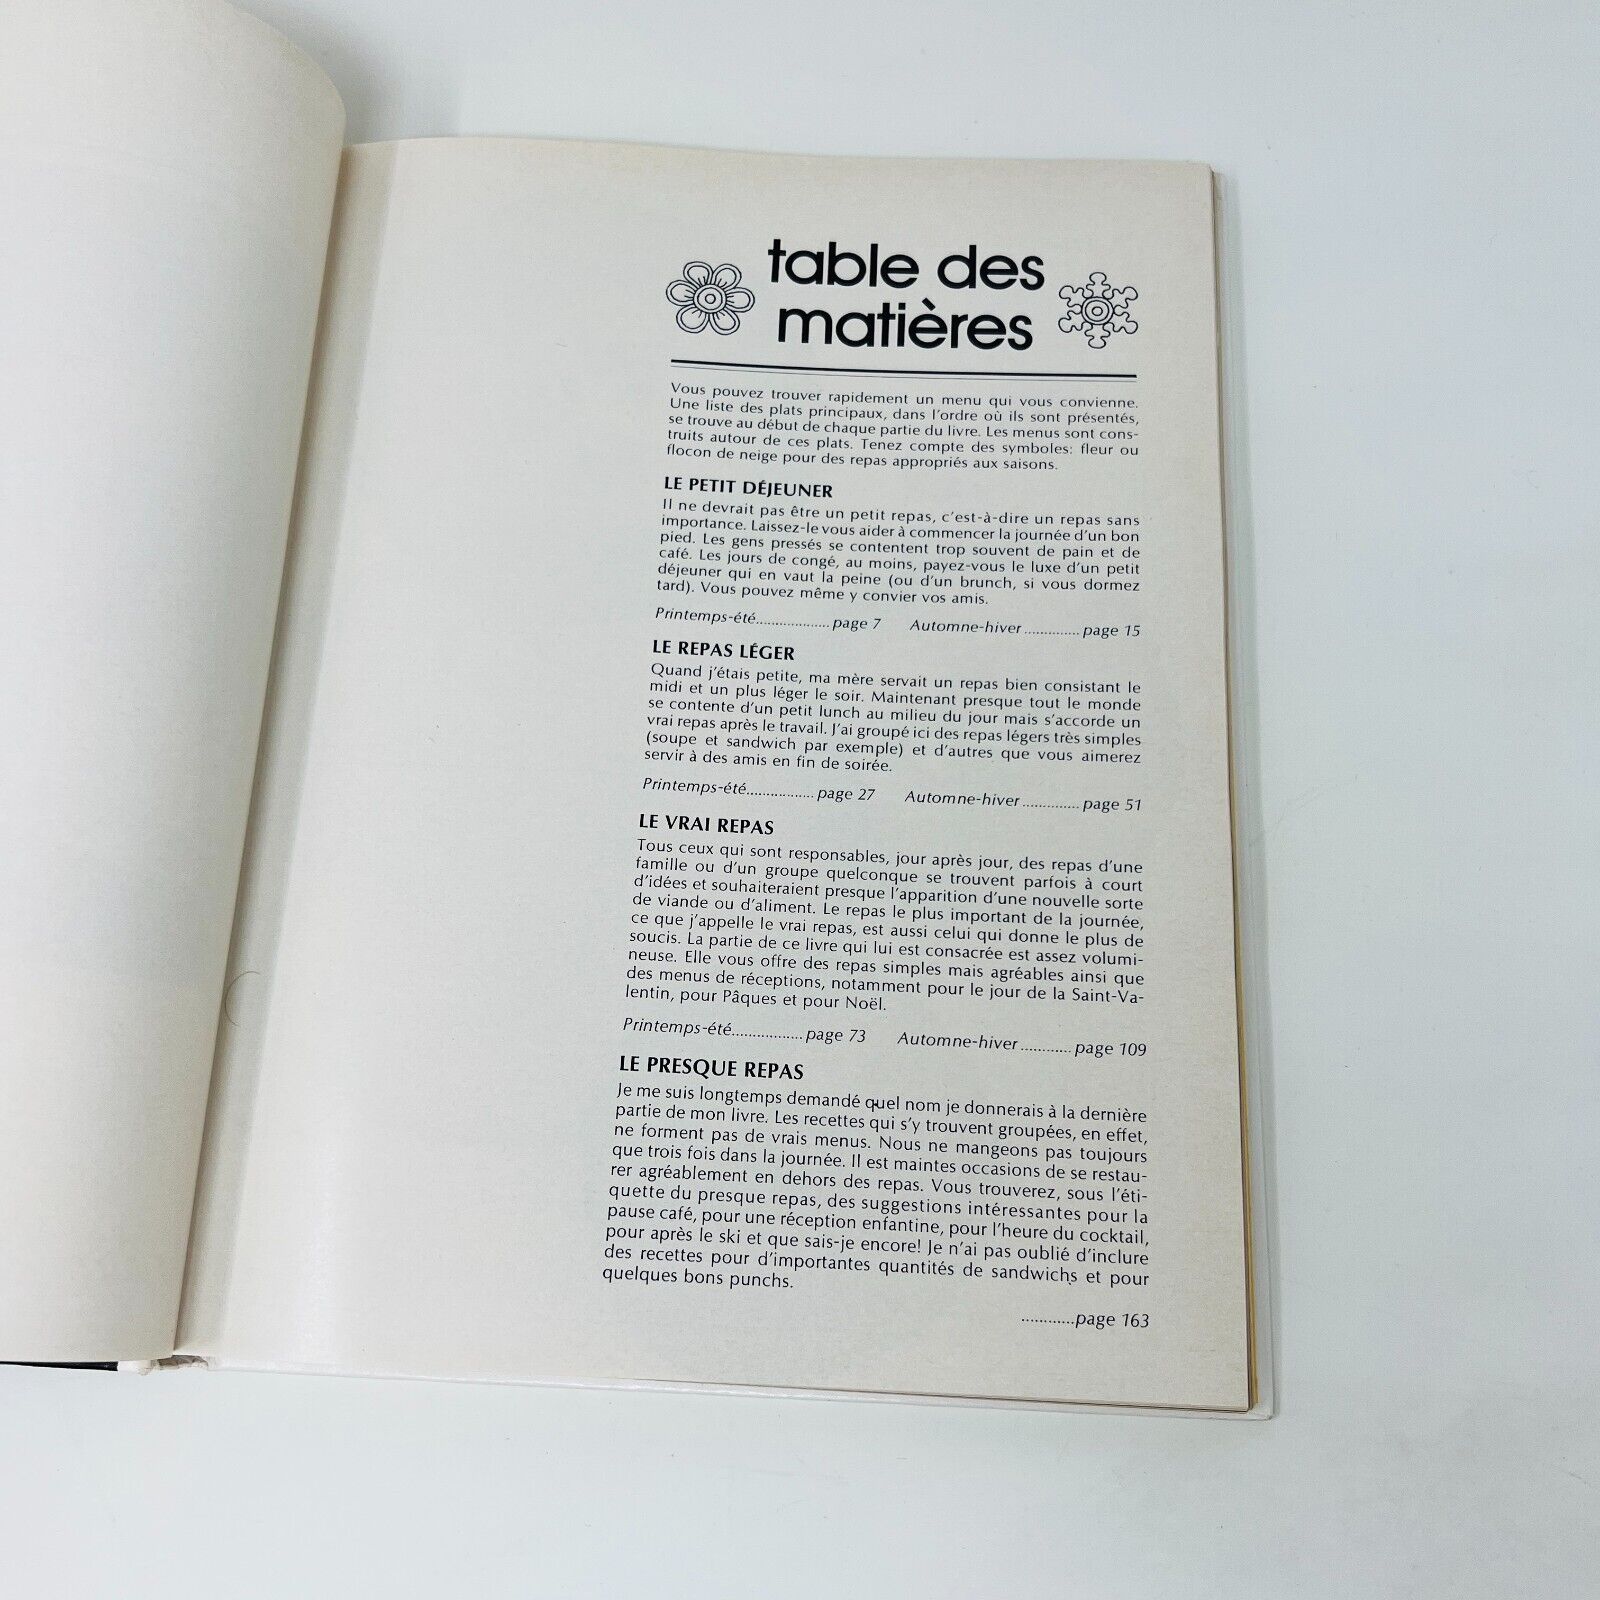 table des
matières
Vous pouvez trouver rapidement un menu qui vous convienne.
Une liste des plats principaux, dans l'ordre où ils sont présentés,
se trouve au début de chaque partie du livre. Les menus sont cons-
truits autour de ces plats. Tenez compte des symboles: fleur ou
flocon de neige pour des repas appropriés aux saisons.
LE PETIT DÉJEUNER
Il ne devrait pas être un petit repas, c'est-à-dire un repas sans
importance. Laissez-le vous aider à commencer la journée d'un bon
pied. Les gens pressés se contentent trop souvent de pain et de
café. Les jours de congé, au moins, payez-vous le luxe d'un petit
déjeuner qui en vaut la peine (ou d'un brunch, si vous dormez
tard). Vous pouvez même y convier vos amis.
Printemps-été................... page 7 Automne-hiver .............. page 15
LE REPAS LÉGER
Quand j'étais petite, ma mère servait un repas bien consistant le
midi et un plus léger le soir. Maintenant presque tout le monde
se contente d'un petit lunch au milieu du jour mais s'accorde un
vrai repas après le travail. J'ai groupé ici des repas légers très simples
(soupe et sandwich par exemple) et d'autres que vous aimerez
servir à des amis en fin de soirée.
Printemps-été................. page 27 Automne-hiver .............. page 51
LE VRAI REPAS
Tous ceux qui sont responsables, jour après jour, des repas d'une
famille ou d'un groupe quelconque se trouvent parfois à court
d'idées et souhaiteraient presque l'apparition d'une nouvelle sorte
de viande ou d'aliment. Le repas le plus important de la journée,
ce que j'appelle le vrai repas, est aussi celui qui donne le plus de
soucis. La partie de ce livre qui lui est consacrée est assez volumi-
neuse. Elle vous offre des repas simples mais agréables ainsi que
des menus de réceptions, notamment pour le jour de la Saint-Va-
lentin, pour Pâques et pour Noël.
Printemps-été................. page 73 Automne-hiver ............ page 109
LE PRESQUE REPAS
Je me suis longtemps demandé quel nom je donnerais à la dernière
partie de mon livre. Les recettes qui s'y trouvent groupées, en effet,
ne forment pas de vrais menus. Nous ne mangeons pas toujours
que trois fois dans la journée. Il est maintes occasions de se restau-
rer agréablement en dehors des repas. Vous trouverez, sous l'éti-
quette du presque repas, des suggestions intéressantes pour la
pause café, pour une réception enfantine, pour l'heure du cocktail,
pour après le ski et que sais-je encore! Je n'ai pas oublié d'inclure
des recettes pour d'importantes quantités de sandwichs et pour
quelques bons punchs.
............page 163